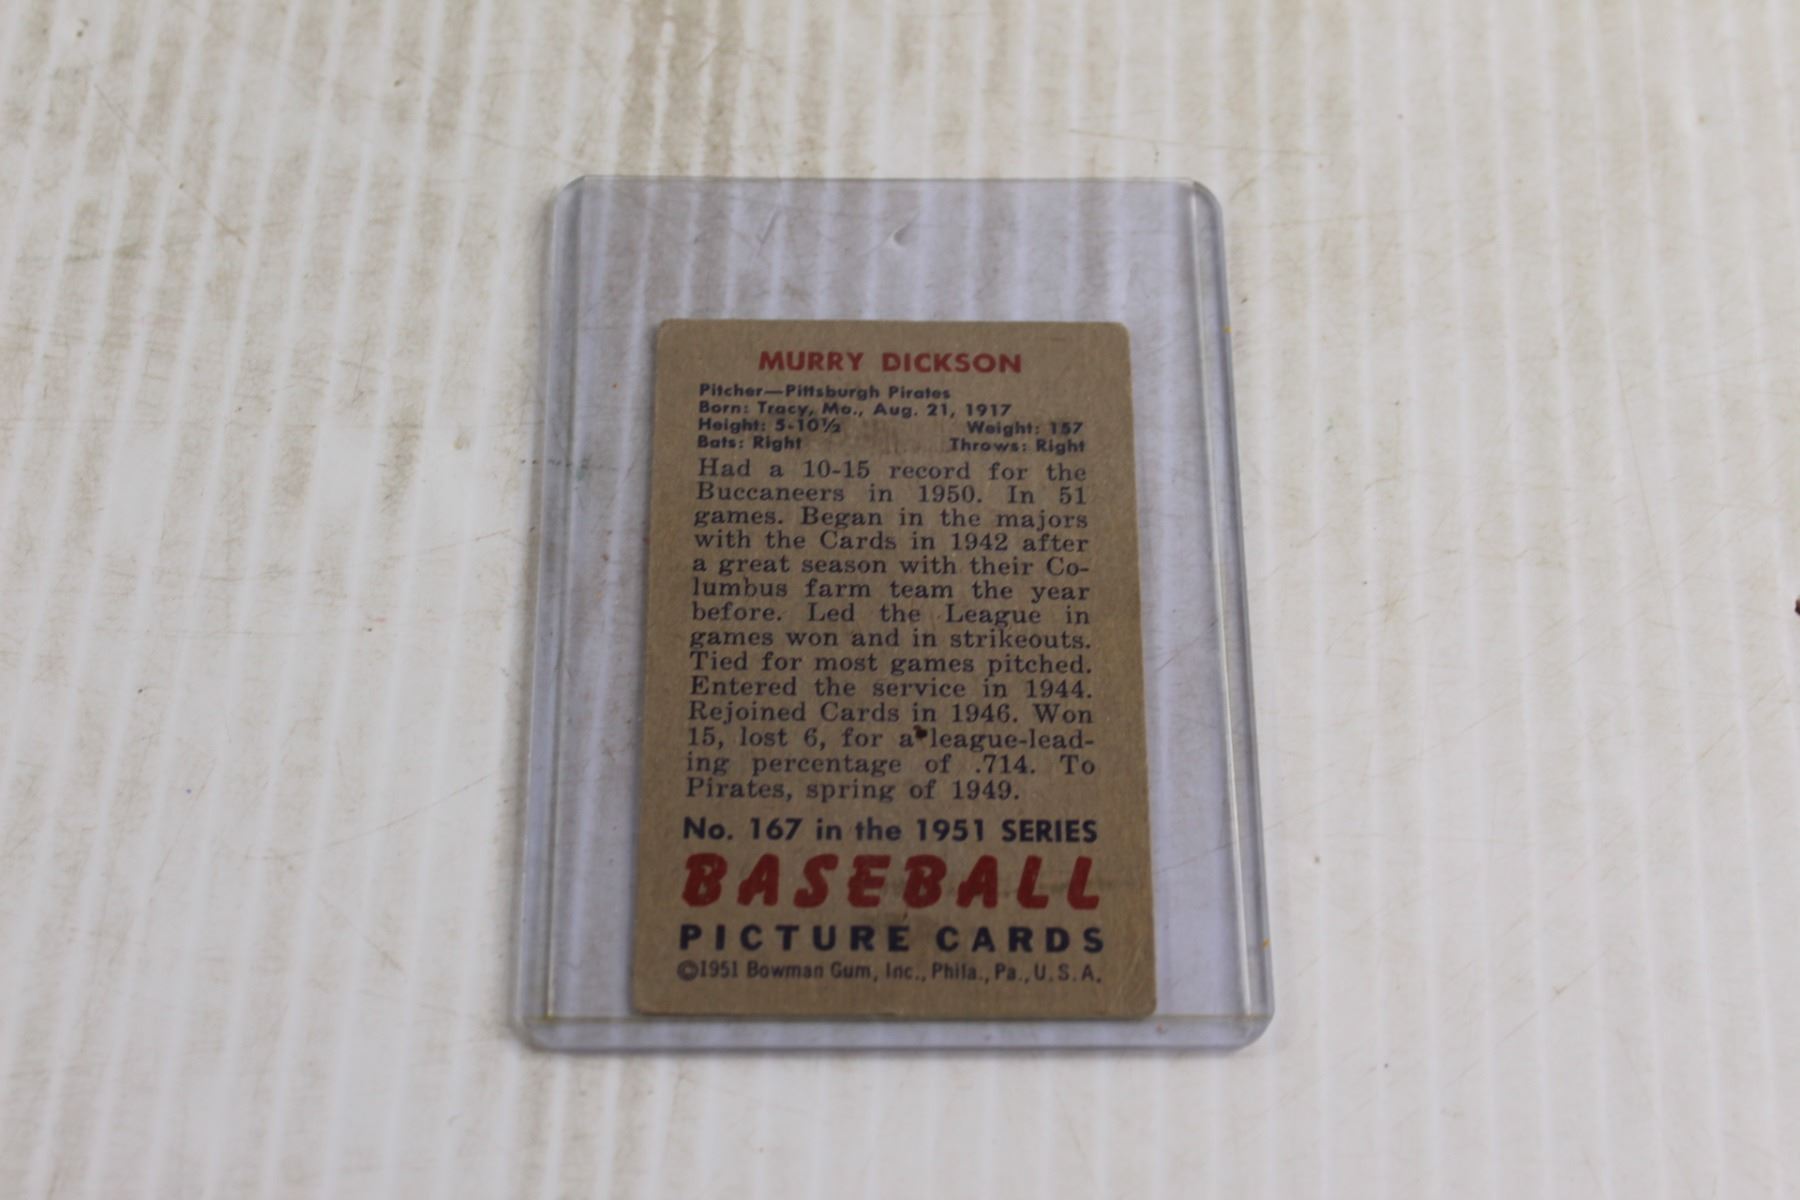 MURRY DICKSON
Pitcher—Pittsburgh Pirates
Born: Tracy, Mo., Aug. 21, 1917
Height: 5-10½ Weight: 157
Bats: Right Throws: Right
Had a 10-15 record for the
Buccaneers in 1950. In 51
games. Began in the majors
with the Cards in 1942 after
a great season with their Co-
lumbus farm team the year
before. Led the League in
games won and in strikeouts.
Tied for most games pitched.
Entered the service in 1944.
Rejoined Cards in 1946. Won
15, lost 6, for a league-lead-
ing percentage of .714. To
Pirates, spring of 1949.
No. 167 in the 1951 SERIES
BASEBALL
PICTURE CARDS
©1951 Bowman Gum, Inc., Phila., Pa., U.S.A.